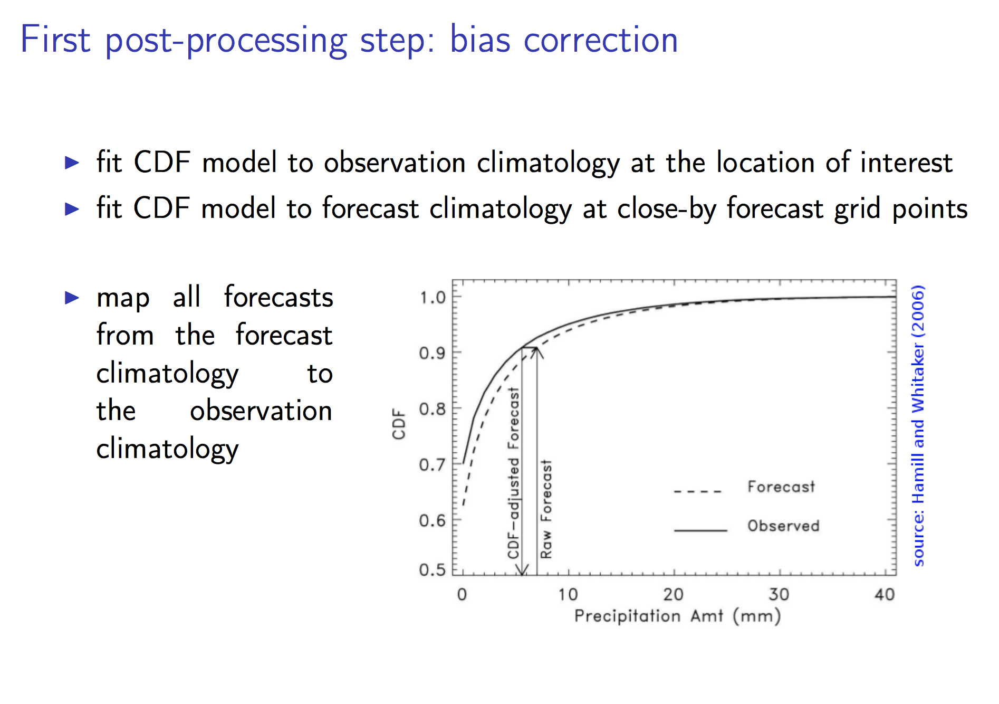 First post-processing step: bias correction
▶ fit CDF model to observation climatology at the location of interest
▶ fit CDF model to forecast climatology at close-by forecast grid points
▶ map all forecasts
from the forecast
climatology to
the observation
climatology
1.0
0.9
0.8
0.7
0.6
0.5
CDF
CDF-adjusted Forecast
Raw Forecast
Forecast
Observed
0 10 20 30 40
Precipitation Amt (mm)
source: Hamill and Whitaker (2006)